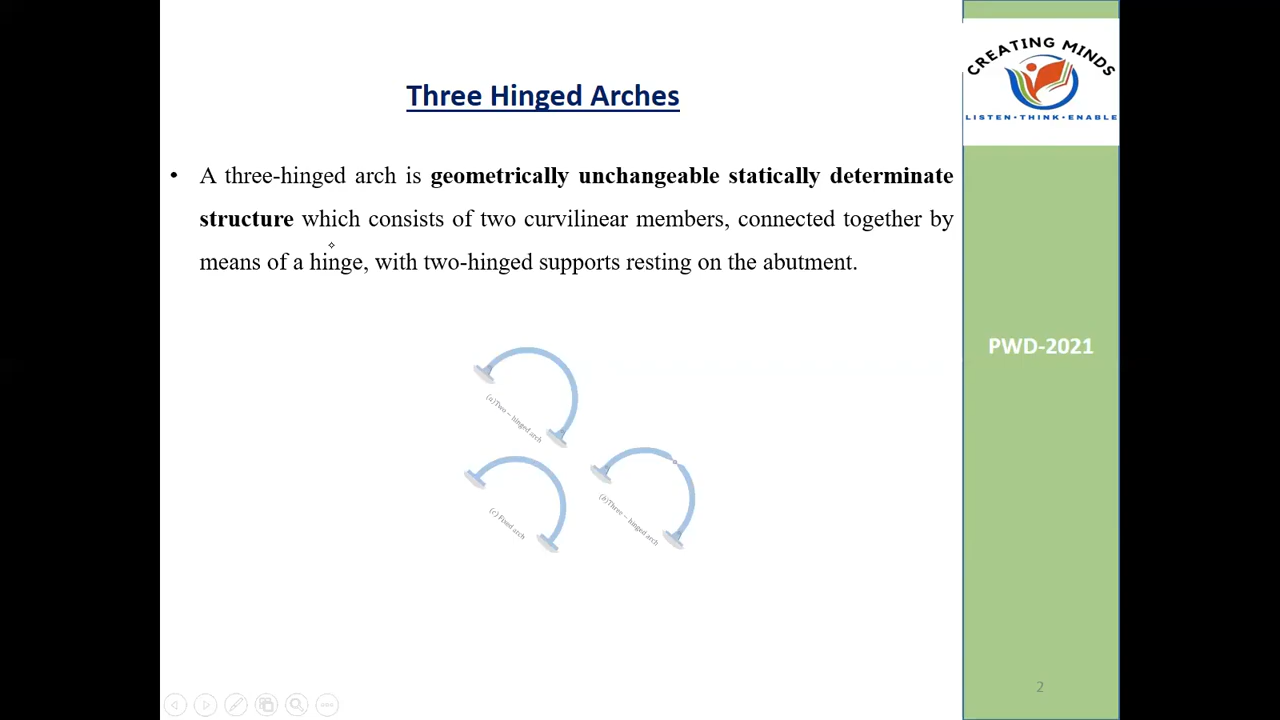 CREATING MINDS
LISTEN•THINK•ENABLE
Three Hinged Arches
• A three-hinged arch is geometrically unchangeable statically determinate
structure which consists of two curvilinear members, connected together by
means of a hinge, with two-hinged supports resting on the abutment.
PWD-2021
(a)Two – hinged arch
(b)Three – hinged arch
(c) Fixed arch
2